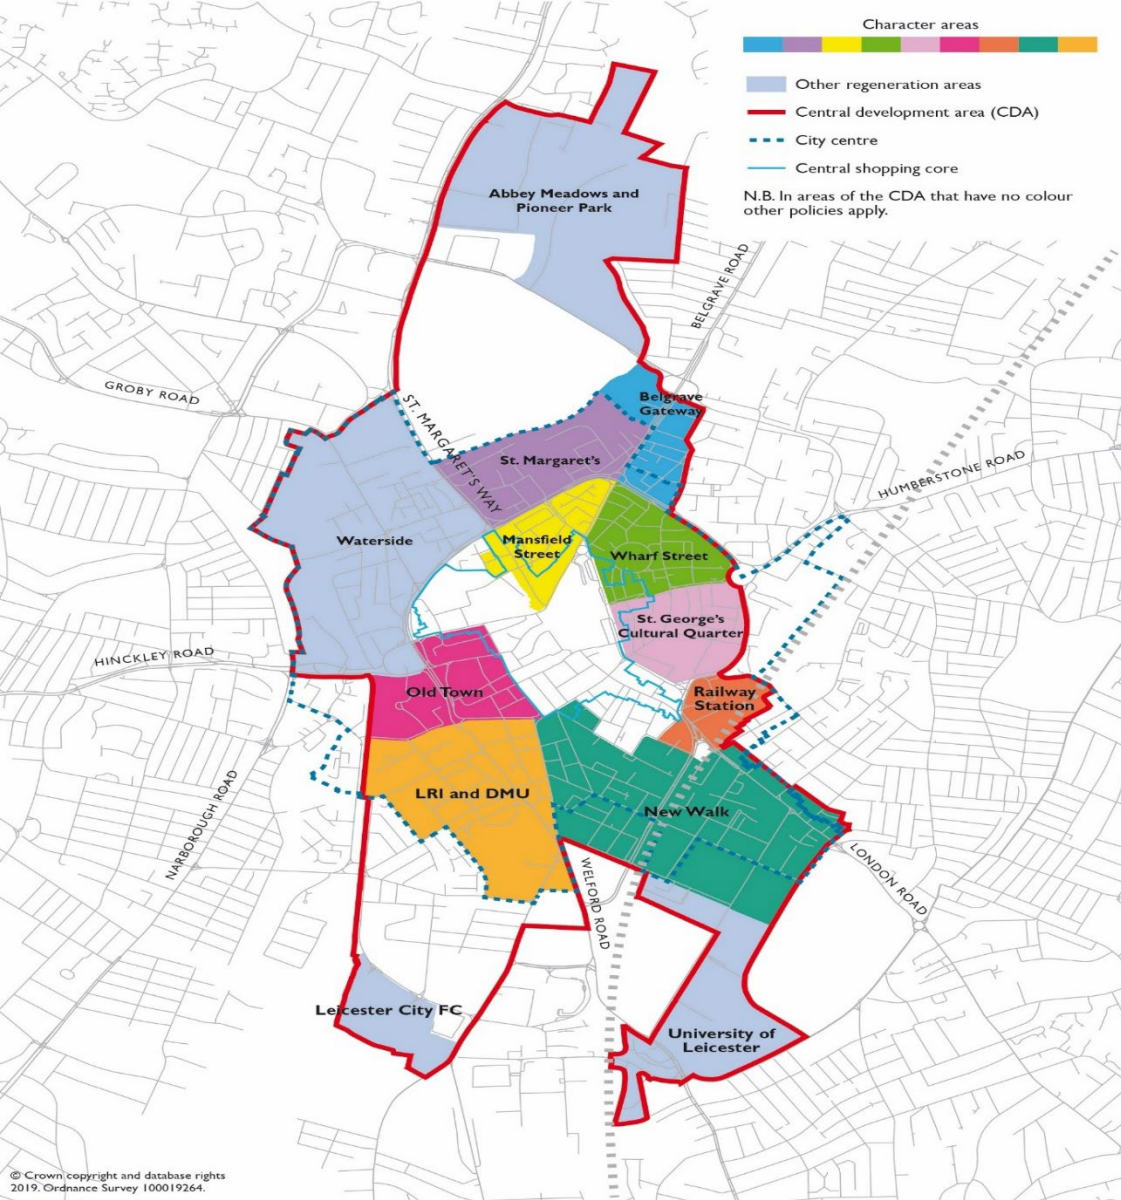 Character areas
Other regeneration areas
Central development area (CDA)
City centre
Central shopping core
N.B. In areas of the CDA that have no colour
other policies apply.
Abbey Meadows and
Pioneer Park
BELGRAVE ROAD
GROBY ROAD
ST. MARGARET'S WAY
Belgrave
Gateway
St. Margaret's
HUMBERSTONE ROAD
Waterside
Mansfield
Street
Wharf Street
St. George's
Cultural Quarter
HINCKLEY ROAD
Old Town
Railway
Station
LRI and DMU
New Walk
NARBOROUGH ROAD
WELFORD ROAD
LONDON ROAD
Leicester City FC
University of
Leicester
© Crown copyright and database rights
2019. Ordnance Survey 100019264.